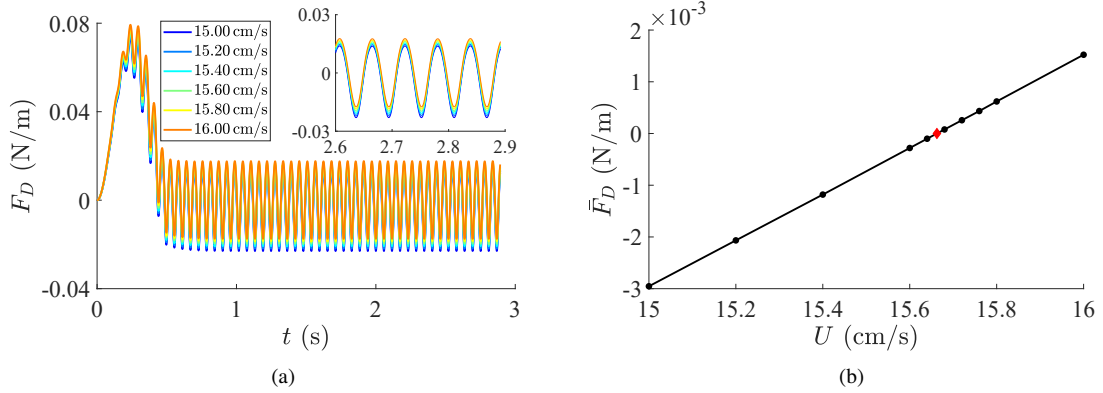 0.08
0.04
0
-0.04
F_D (N/m)
0
1
2
3
t (s)
15.00 cm/s
15.20 cm/s
15.40 cm/s
15.60 cm/s
15.80 cm/s
16.00 cm/s
0.03
0
-0.03
2.6
2.7
2.8
2.9
(a)
×10⁻³
2
1
0
-1
-2
-3
F̄_D (N/m)
15
15.2
15.4
15.6
15.8
16
U (cm/s)
(b)